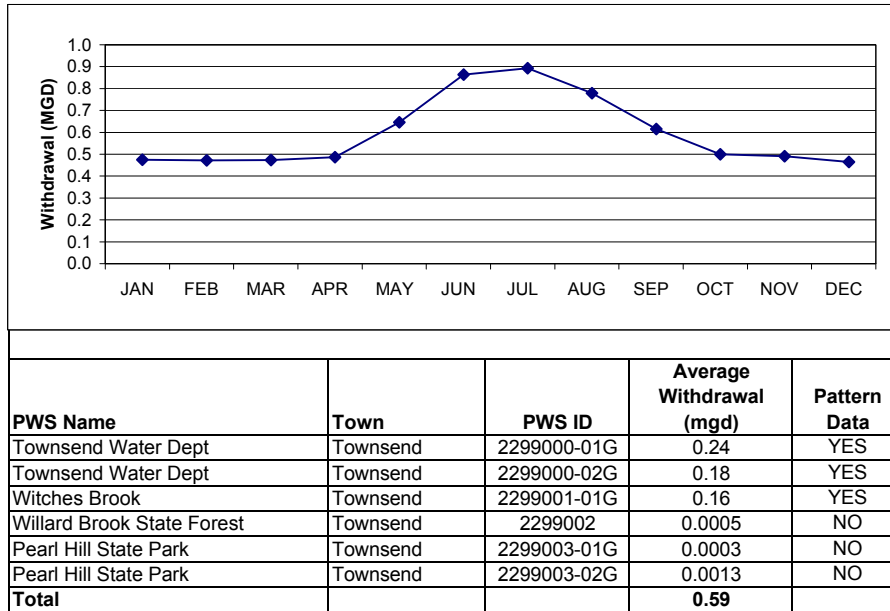 Withdrawal (MGD)
1.0
0.9
0.8
0.7
0.6
0.5
0.4
0.3
0.2
0.1
0.0
JAN FEB MAR APR MAY JUN JUL AUG SEP OCT NOV DEC
PWS Name Town PWS ID Average Withdrawal (mgd) Pattern Data
Townsend Water Dept Townsend 2299000-01G 0.24 YES
Townsend Water Dept Townsend 2299000-02G 0.18 YES
Witches Brook Townsend 2299001-01G 0.16 YES
Willard Brook State Forest Townsend 2299002 0.0005 NO
Pearl Hill State Park Townsend 2299003-01G 0.0003 NO
Pearl Hill State Park Townsend 2299003-02G 0.0013 NO
Total 0.59